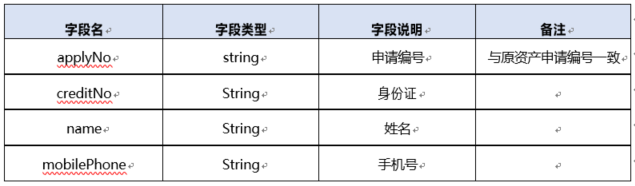 字段名 字段类型 字段说明 备注
applyNo string 申请编号 与原资产申请编号一致
creditNo String 身份证
name String 姓名
mobilePhone String 手机号